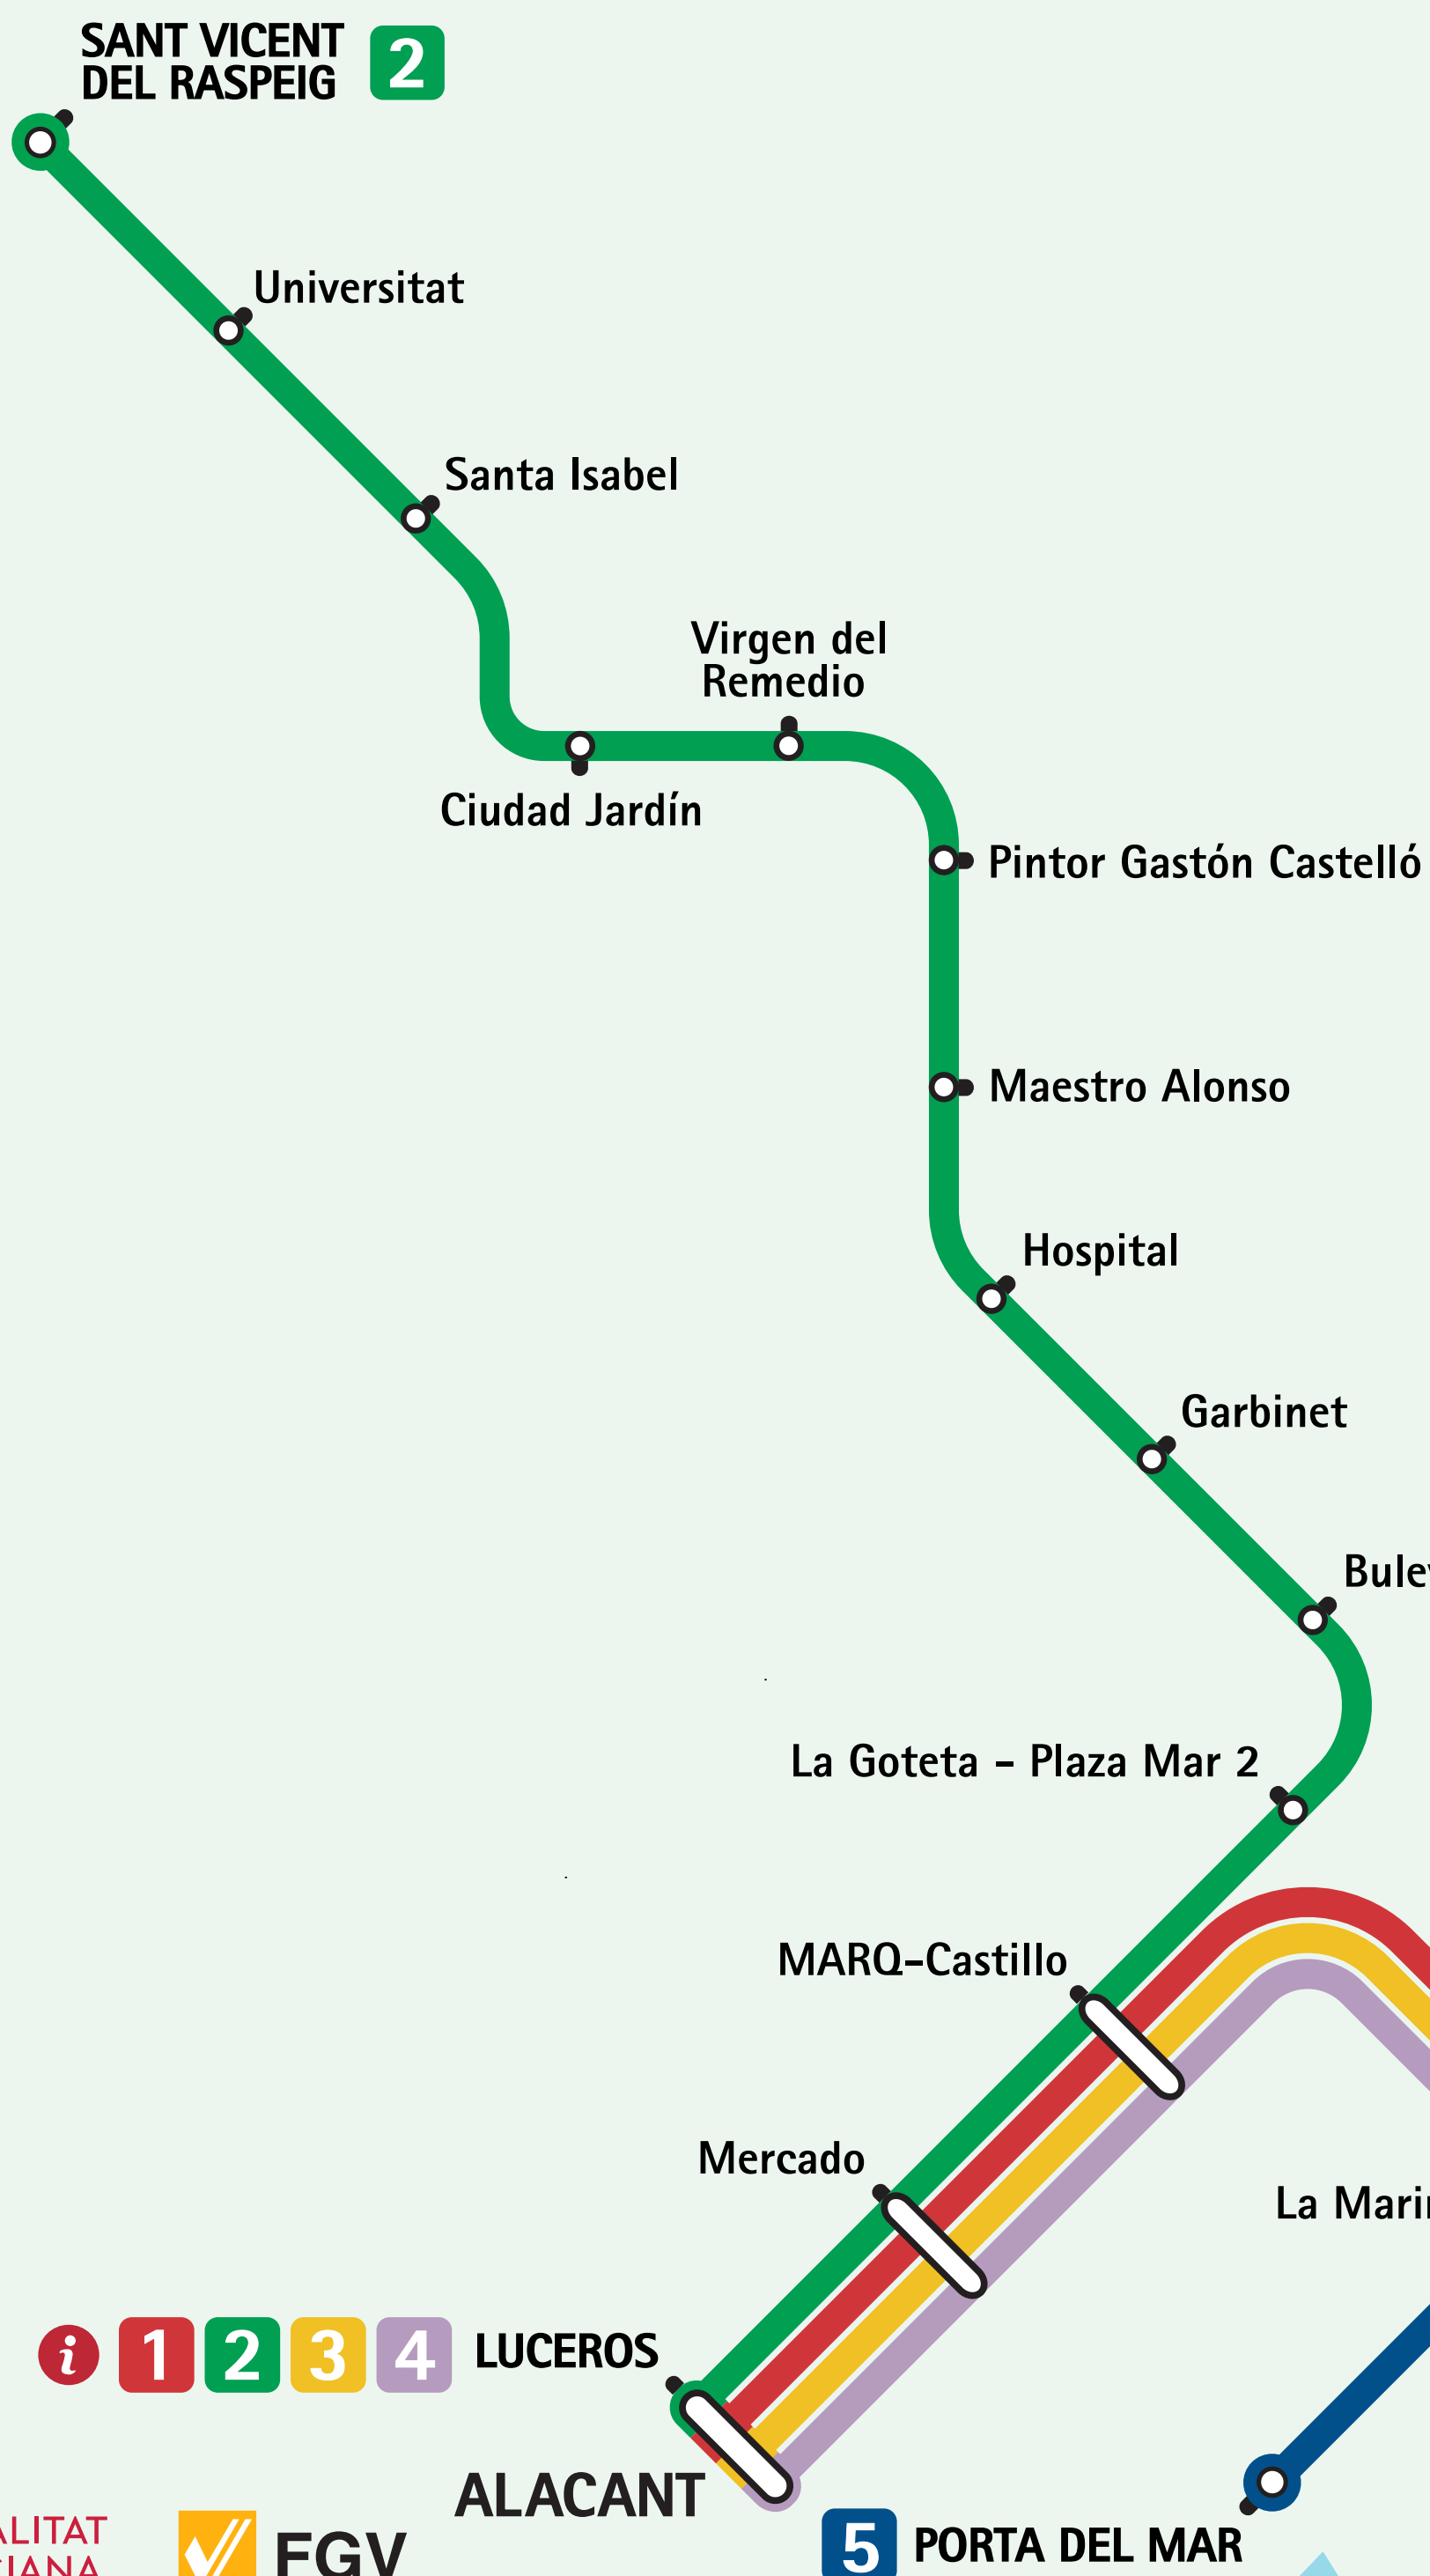 SANT VICENT
DEL RASPEIG
2
Universitat
Santa Isabel
Virgen del
Remedio
Ciudad Jardín
Pintor Gastón Castelló
Maestro Alonso
Hospital
Garbinet
La Goteta - Plaza Mar 2
MARQ-Castillo
Mercado
La
i 1 2 3 4 LUCEROS
ALACANT
5 PORTA DEL MAR
FGV